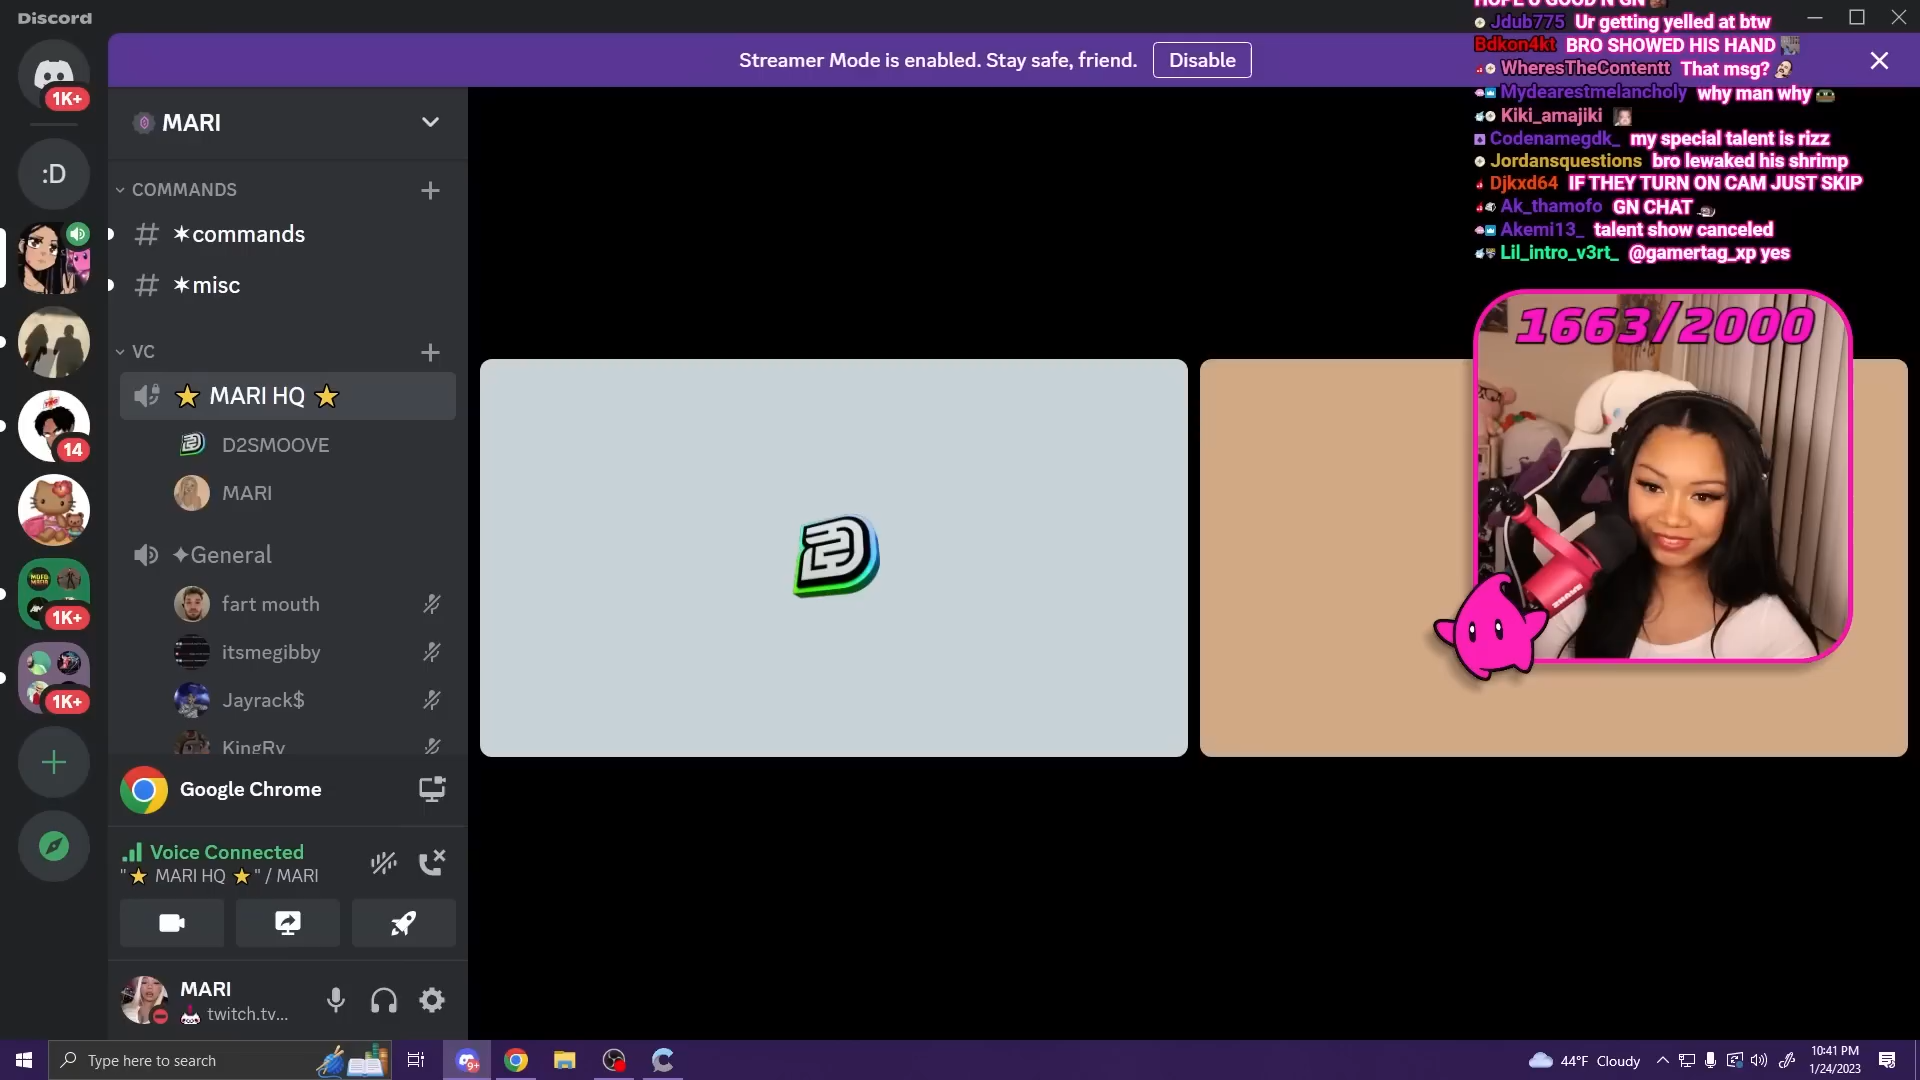 Discord
1K+
:D
14
1K+
1K+
Streamer Mode is enabled. Stay safe, friend.
Disable
MARI
COMMANDS
# ✶commands
# ✶misc
VC
⭐ MARI HQ ⭐
D2SMOOVE
MARI
✦General
fart mouth
itsmegibby
Jayrack$
KingRy
Google Chrome
Voice Connected
"⭐ MARI HQ ⭐" / MARI
MARI
twitch.tv...
HOPE U GOOD N GN
Jdub775 Ur getting yelled at btw
Bdkon4kt BRO SHOWED HIS HAND
WheresTheContentt That msg?
Mydearestmelancholy why man why
Kiki_amajiki
Codenamegdk_ my special talent is rizz
Jordansquestions bro lewaked his shrimp
Djkxd64 IF THEY TURN ON CAM JUST SKIP
Ak_thamofo GN CHAT
Akemi13_ talent show canceled
Lil_intro_v3rt_ @gamertag_xp yes
1663/2000
Type here to search
9+
44°F Cloudy
10:41 PM
1/24/2023